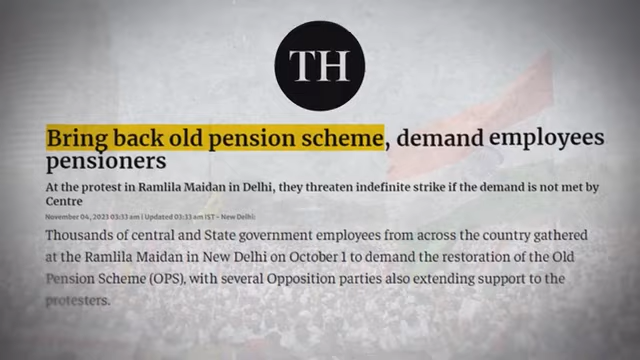 TH
Bring back old pension scheme, demand employees
pensioners
At the protest in Ramlila Maidan in Delhi, they threaten indefinite strike if the demand is not met by
Centre
November 04, 2023 03:33 am | Updated 03:33 am IST - New Delhi:
Thousands of central and State government employees from across the country gathered
at the Ramlila Maidan in New Delhi on October 1 to demand the restoration of the Old
Pension Scheme (OPS), with several Opposition parties also extending support to the
protesters.